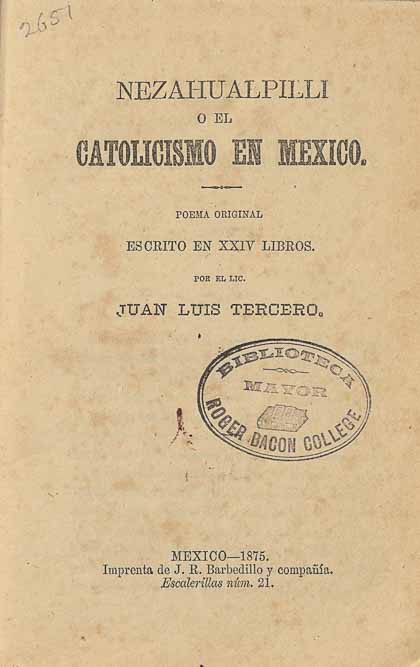 2651
NEZAHUALPILLI
O EL
CATOLICISMO EN MEXICO.
POEMA ORIGINAL
ESCRITO EN XXIV LIBROS.
POR EL LIC.
JUAN LUIS TERCERO.
BIBLIOTECA
MAYOR
ROGER BACON COLLEGE
MEXICO—1875.
Imprenta de J. R. Barbedillo y compañía.
Escalerillas núm. 21.